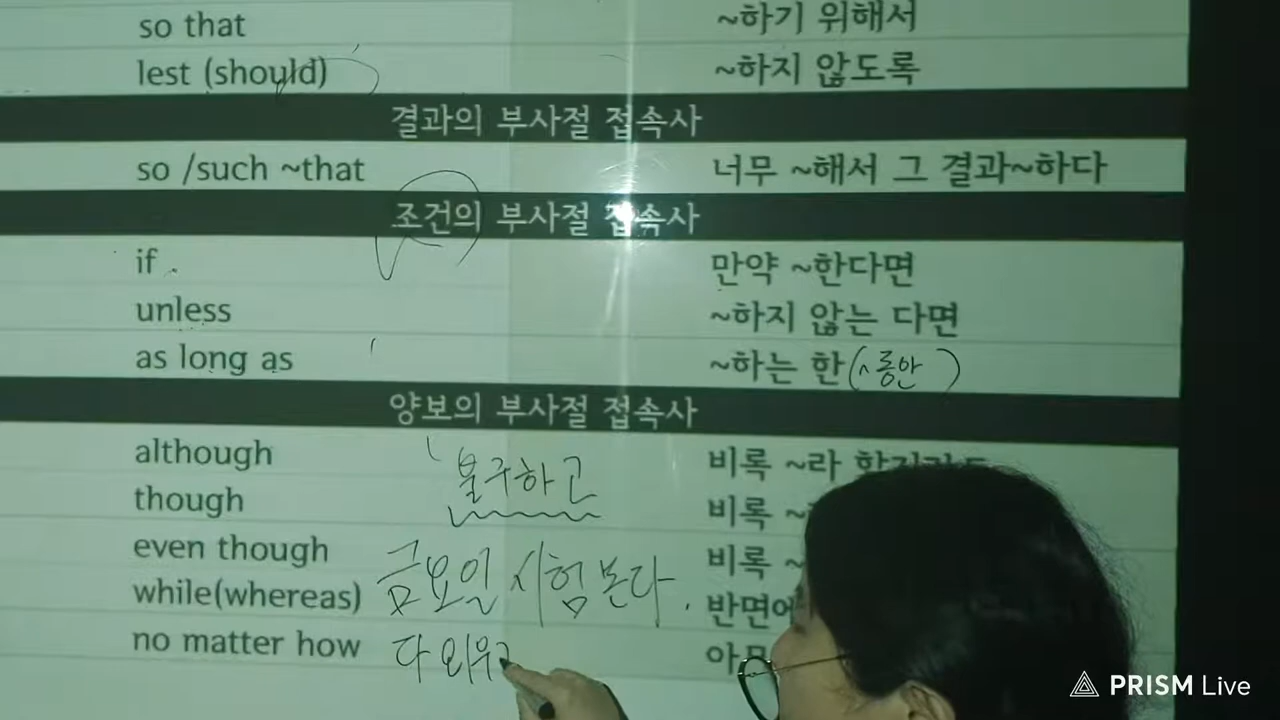 so that ~하기 위해서
lest (should) ~하지 않도록
결과의 부사절 접속사
so /such ~that 너무 ~해서 그 결과~하다
조건의 부사절 접속사
if 만약 ~한다면
unless ~하지 않는 다면
as long as ~하는 한(~동안)
양보의 부사절 접속사
although 비록 ~라
though 불구하고 비록
even though 비록 ~
while(whereas) 금요일 시험 본다. 반면에
no matter how 다 외우
PRISM Live